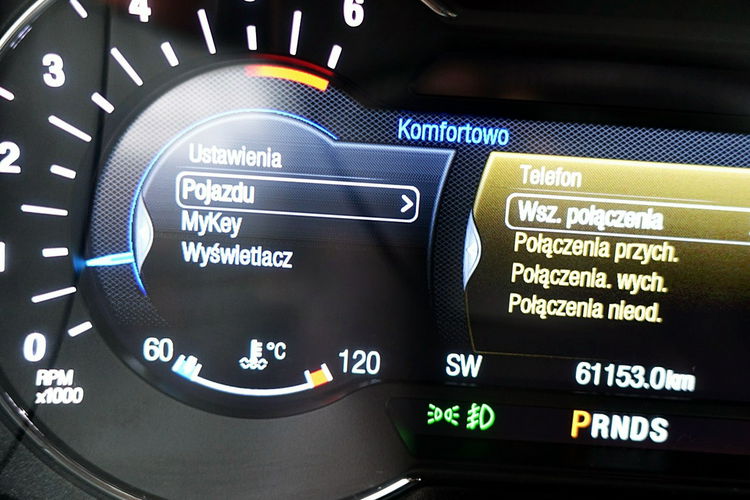 4
6
3
2
1
0
RPM
x1000
Komfortowo
Ustawienia
Pojazdu
MyKey
Wyświetlacz
60
°C
120
Telefon
Wsz. połączenia
Połączenia przych.
Połączenia. wych.
Połączenia nieod.
SW
61153.0km
PRNDS